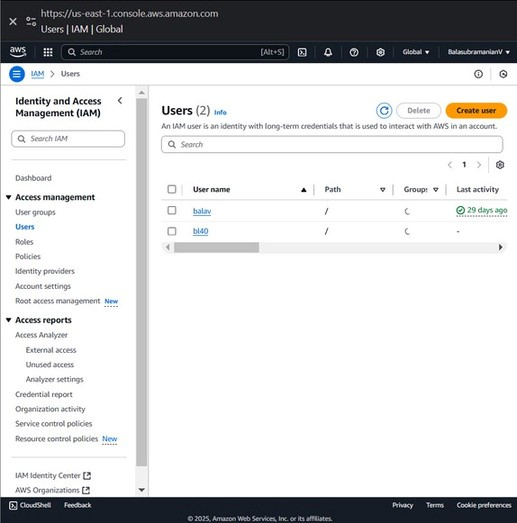 https://us-east-1.console.aws.amazon.com
Users | IAM | Global
aws
Search [Alt+S] Global BalasubramanianV
IAM > Users
Identity and Access Management (IAM)
Search IAM
Dashboard
Access management
User groups
Users
Roles
Policies
Identity providers
Account settings
Root access management New
Access reports
Access Analyzer
External access
Unused access
Analyzer settings
Credential report
Organization activity
Service control policies
Resource control policies New
IAM Identity Center
AWS Organizations
Users (2) Info
Delete
Create user
An IAM user is an identity with long-term credentials that is used to interact with AWS in an account.
Search
1
User name Path Group: Last activity
balav / 29 days ago
bl40 / -
CloudShell Feedback Privacy Terms Cookie preferences
© 2025, Amazon Web Services, Inc. or its affiliates.